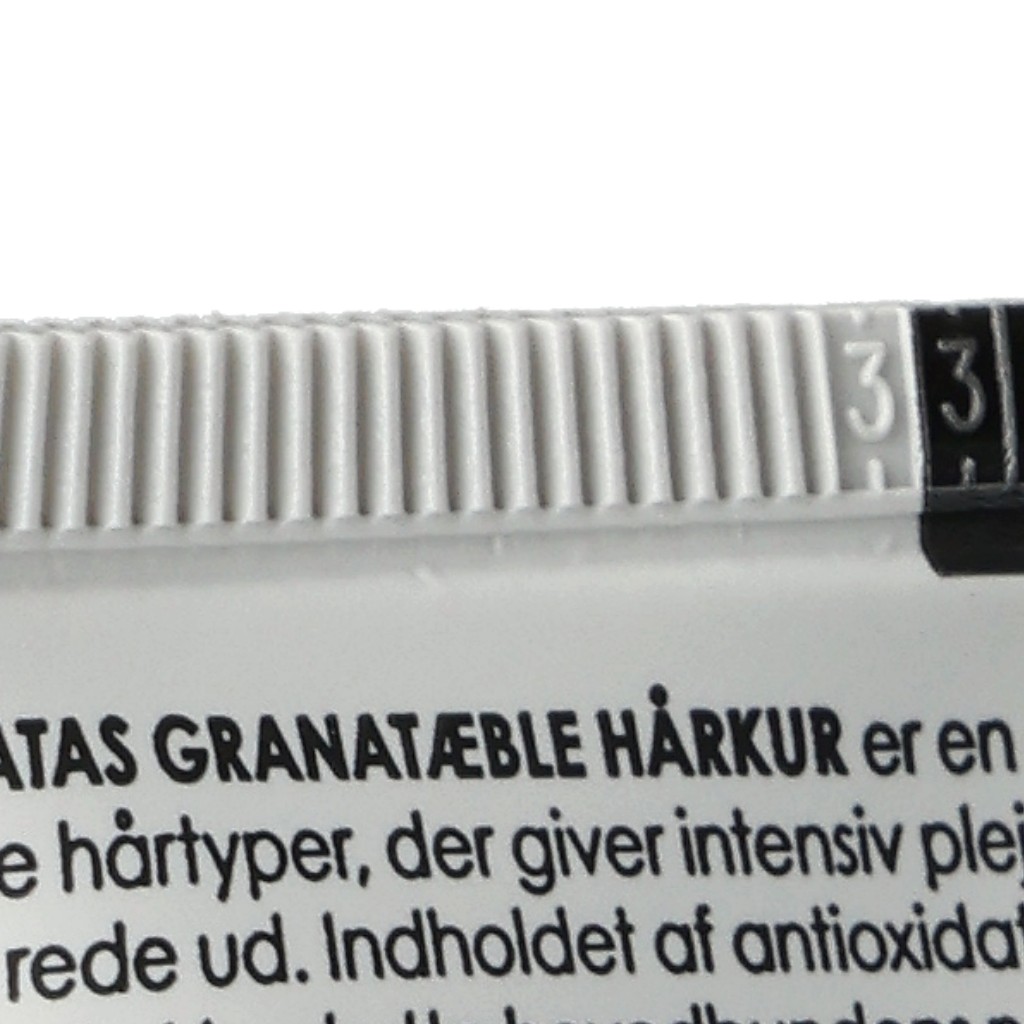 3 3
ATAS GRANATÆBLE HÅRKUR er en
e hårtyper, der giver intensiv plej
rede ud. Indholdet af antioxidat